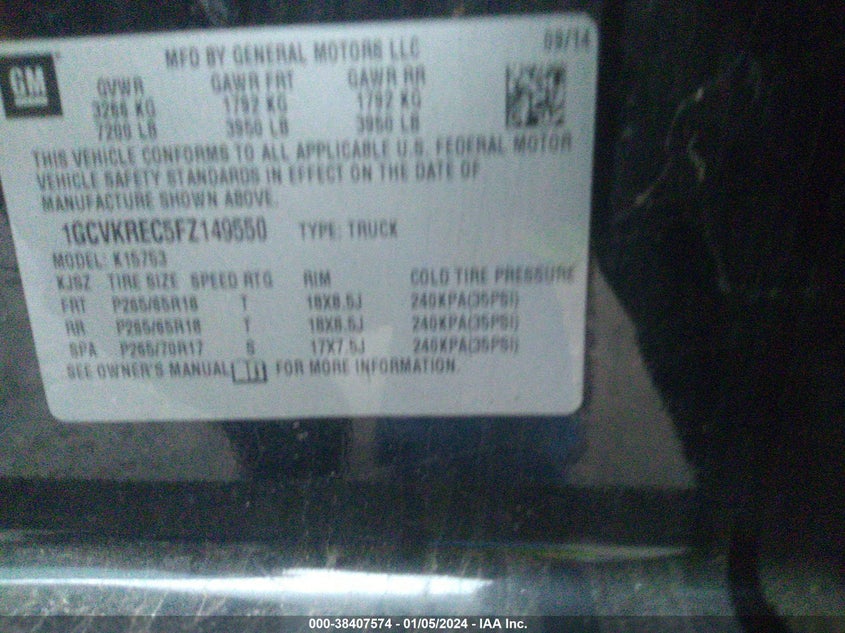 MFD BY GENERAL MOTORS LLC 09/14
GM
GVWR GAWR FRT GAWR RR
3266 KG 1792 KG 1792 KG
7200 LB 3950 LB 3950 LB
THIS VEHICLE CONFORMS TO ALL APPLICABLE U.S. FEDERAL MOTOR
VEHICLE SAFETY STANDARDS IN EFFECT ON THE DATE OF
MANUFACTURE SHOWN ABOVE.
1GCVKREC5FZ149550 TYPE: TRUCK
MODEL: K15753
KJSZ TIRE SIZE SPEED RTG RIM COLD TIRE PRESSURE
FRT P265/65R18 T 18X8.5J 240KPA(35PSI)
RR P265/65R18 T 18X8.5J 240KPA(35PSI)
SPA P265/70R17 S 17X7.5J 240KPA(35PSI)
SEE OWNER'S MANUAL FOR MORE INFORMATION.
000-38407574 - 01/05/2024 - IAA Inc.